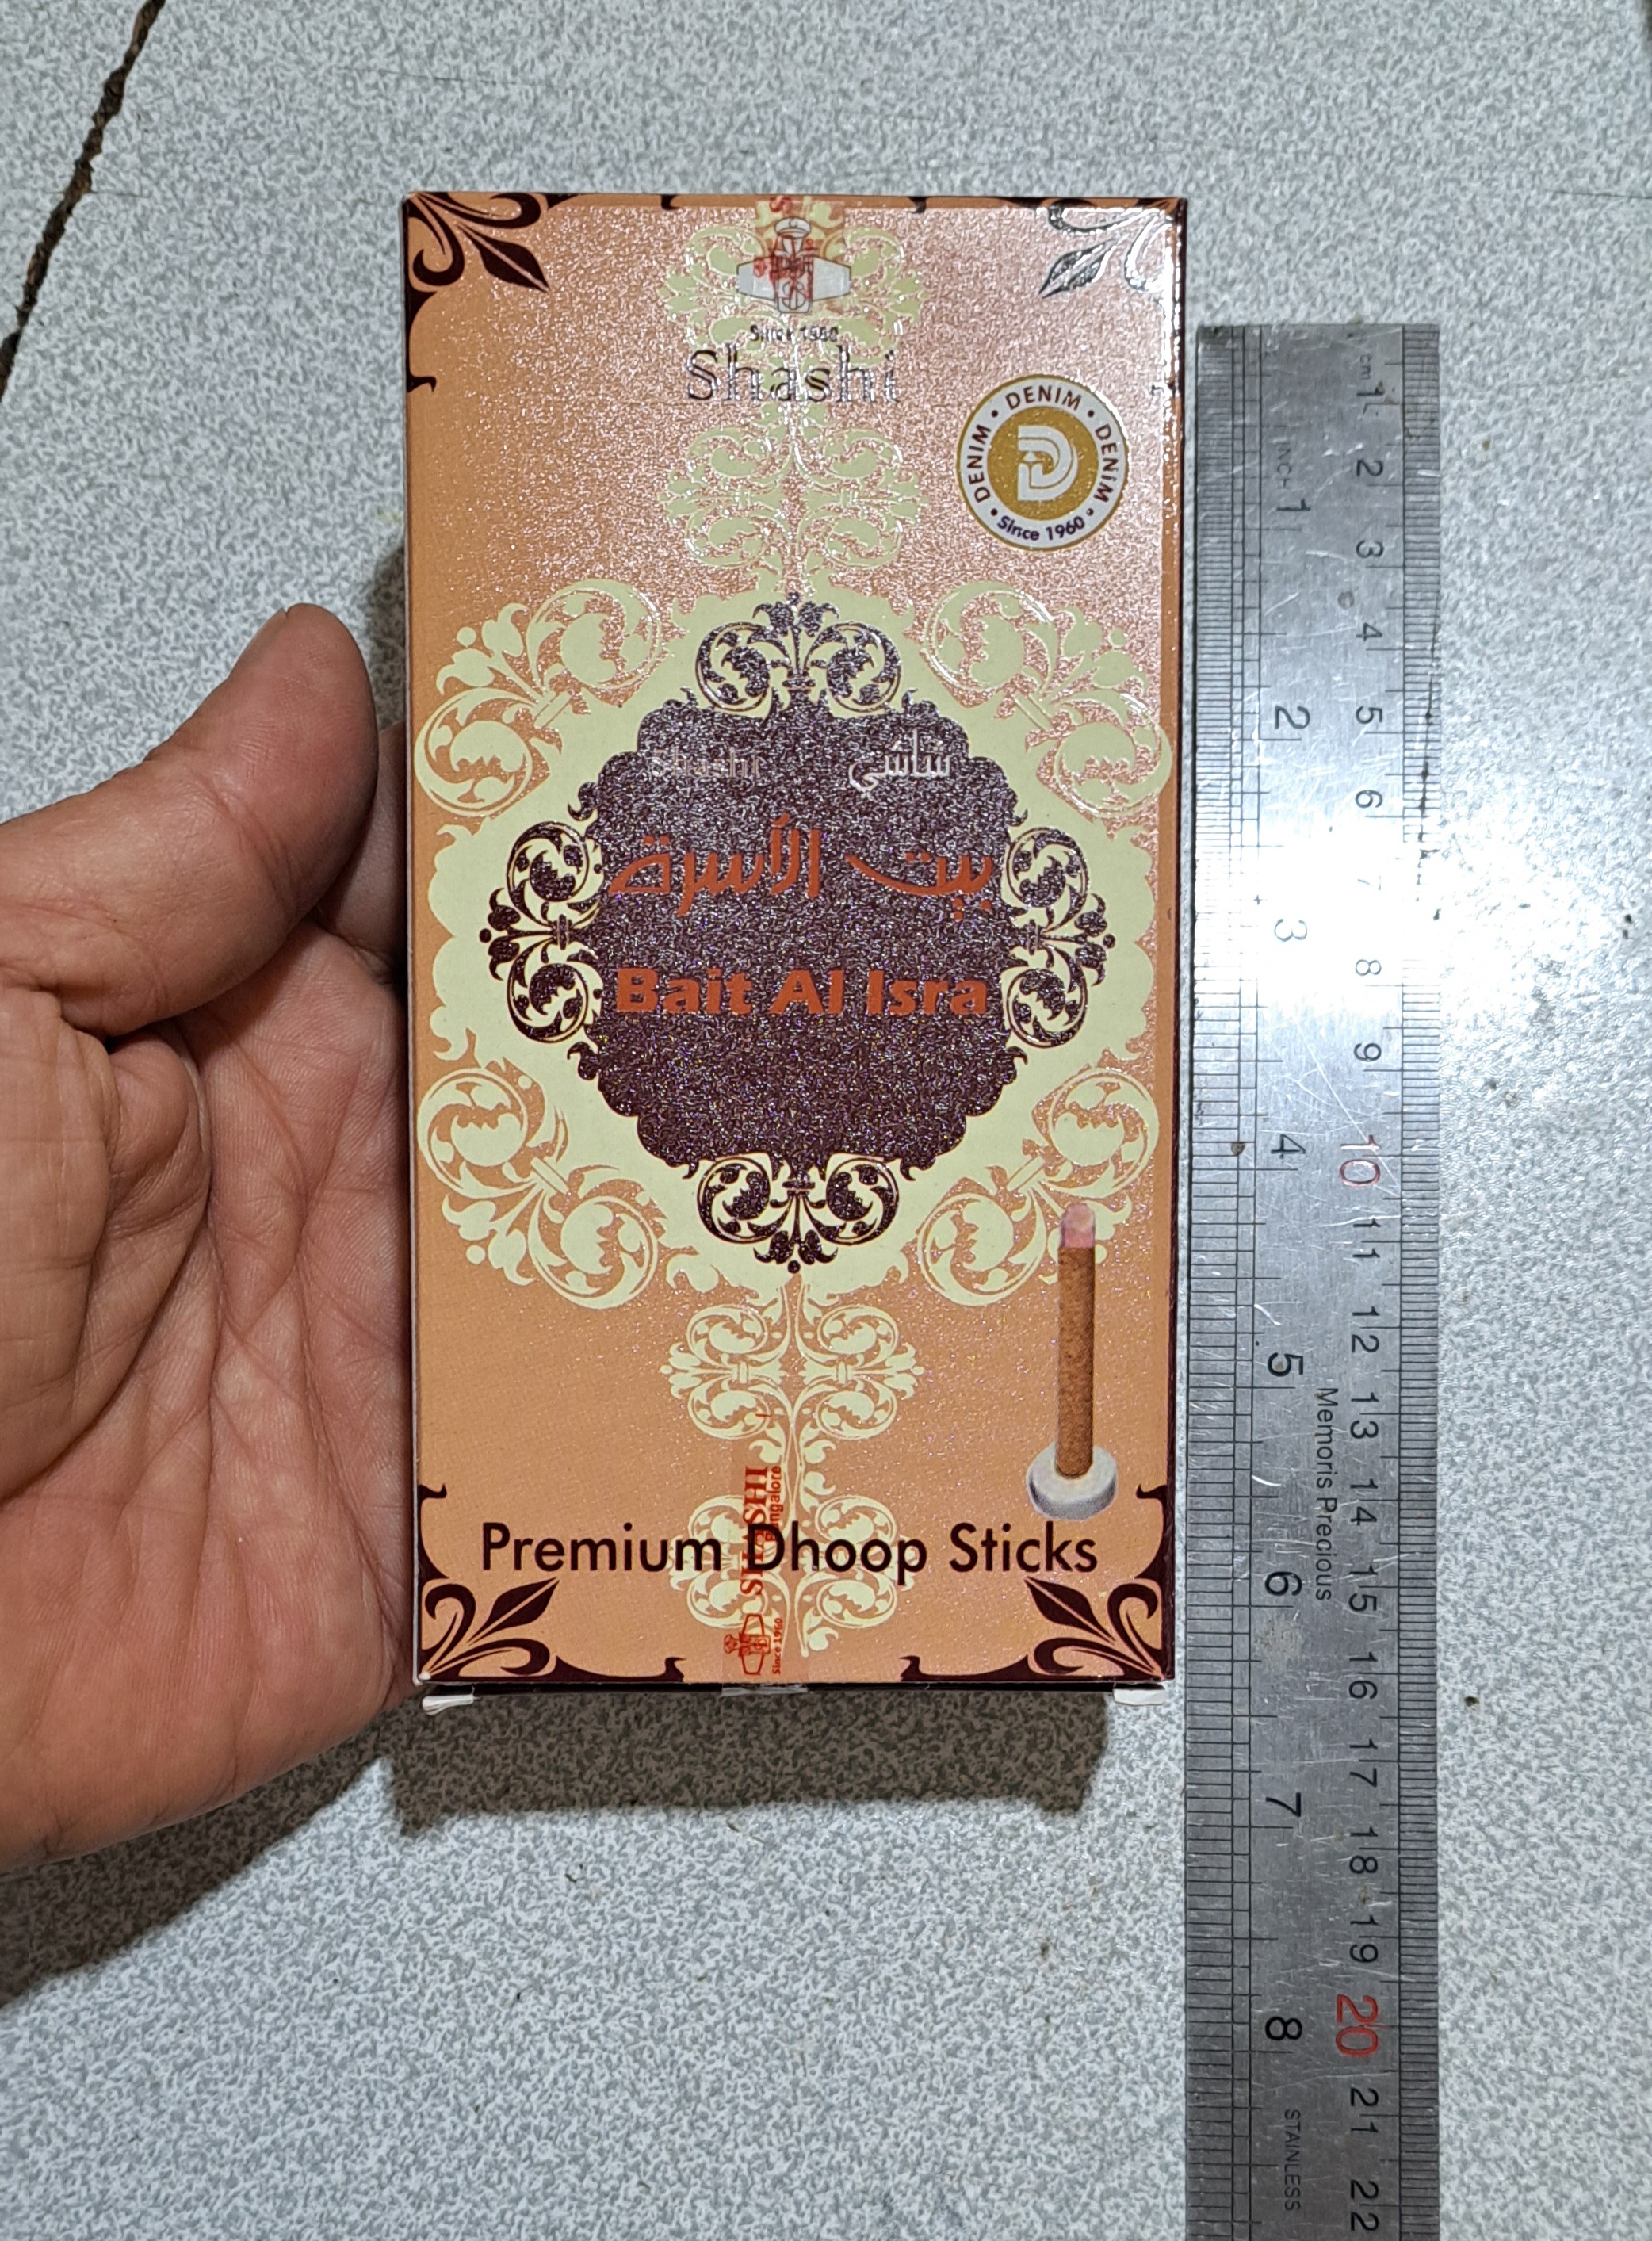 Since 1960
Shashi
DENIM • DENIM • DENIM
Since 1960
D
Shashi شاشي
بيت الأسرة
Bait Al Isra
Premium Dhoop Sticks
SHASHI
Bangalore
Since 1960
cm 1 2 3 4 5 6 7 8 9 10 11 12 13 14 15 16 17 18 19 20 21 22
INCH 1 2 3 4 5 6 7 8
Memoris Precious
STAINLESS